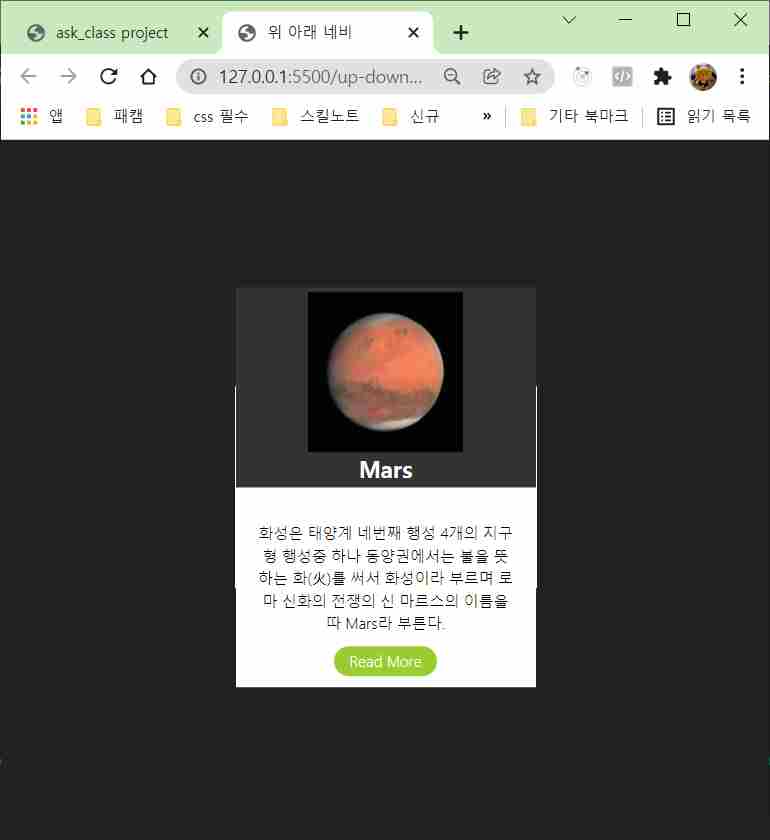 ask_class project
위 아래 네비
127.0.0.1:5500/up-down...
앱 패캠 css 필수 스킬노트 신규 » 기타 북마크 읽기 목록
Mars
화성은 태양계 네번째 행성 4개의 지구
형 행성중 하나 동양권에서는 불을 뜻
하는 화(火)를 써서 화성이라 부르며 로
마 신화의 전쟁의 신 마르스의 이름을
따 Mars라 부른다.
Read More